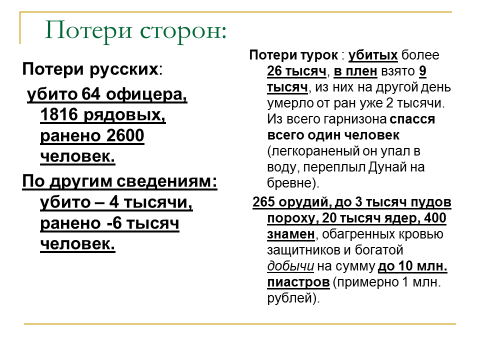 Потери сторон:
Потери русских:
убито 64 офицера,
1816 рядовых,
ранено 2600
человек.
По другим сведениям:
убито – 4 тысячи,
ранено -6 тысяч
человек.
Потери турок : убитых более
26 тысяч, в плен взято 9
тысяч, из них на другой день
умерло от ран уже 2 тысячи.
Из всего гарнизона спасся
всего один человек
(легкораненый он упал в
воду, переплыл Дунай на
бревне).
265 орудий, до 3 тысяч пудов
пороху, 20 тысяч ядер, 400
знамен, обагренных кровью
защитников и богатой
добычи на сумму до 10 млн.
пиастров (примерно 1 млн.
рублей).